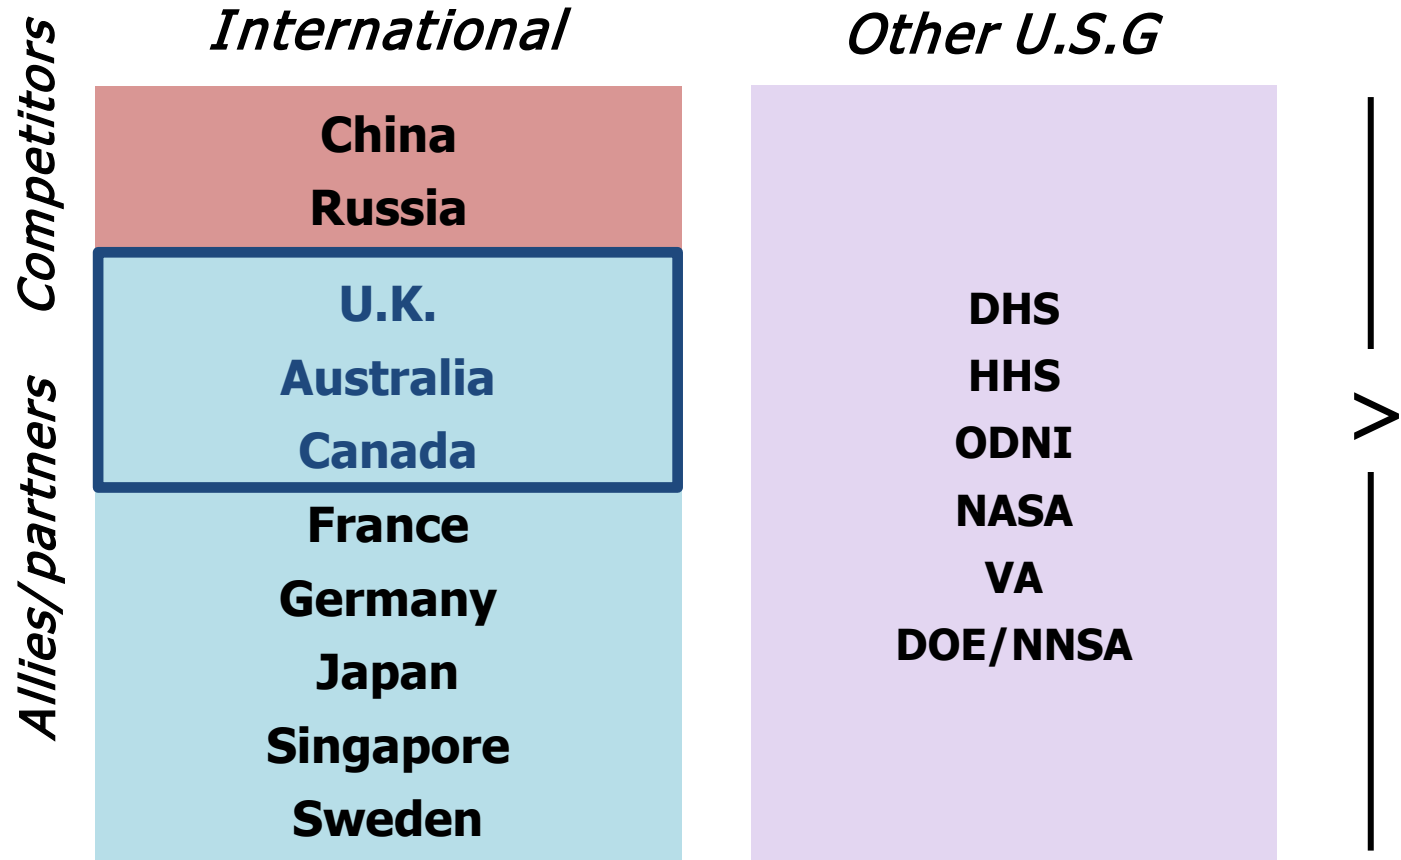 International
Other U.S.G
Competitors
China
Russia
Allies/partners
U.K.
Australia
Canada
France
Germany
Japan
Singapore
Sweden
DHS
HHS
ODNI
NASA
VA
DOE/NNSA
>